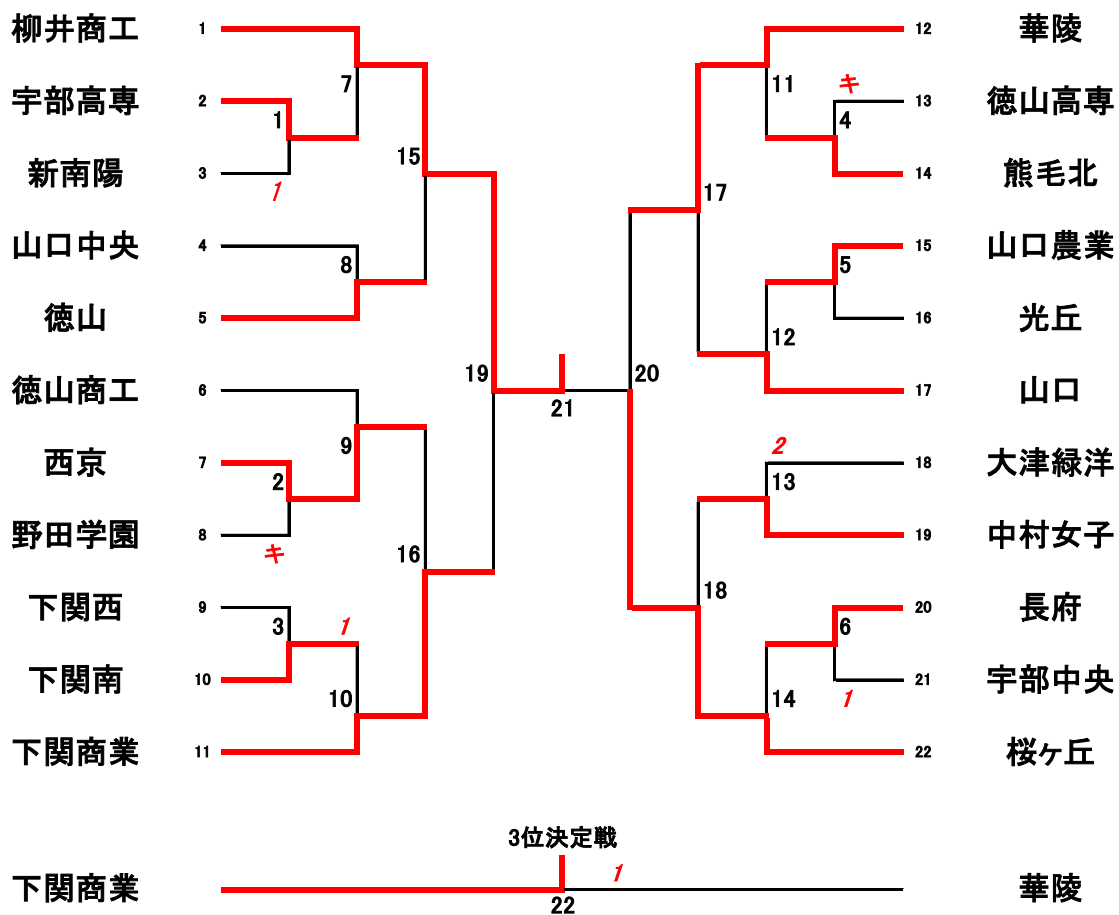 柳井商工 1 12 華陵
7 11 キ
宇部高専 2 13 徳山高専
1 4
15
新南陽 3 14 熊毛北
1 17
山口中央 4 15 山口農業
8 5
徳山 5 16 光丘
12
19 20
徳山商工 6 17 山口
21
9 2
西京 7 18 大津緑洋
2 13
野田学園 8 19 中村女子
キ 16
18
下関西 9 20 長府
3 1 6
下関南 10 21 宇部中央
10 14 1
下関商業 11 22 桜ヶ丘
3位決定戦
1
下関商業 華陵
22